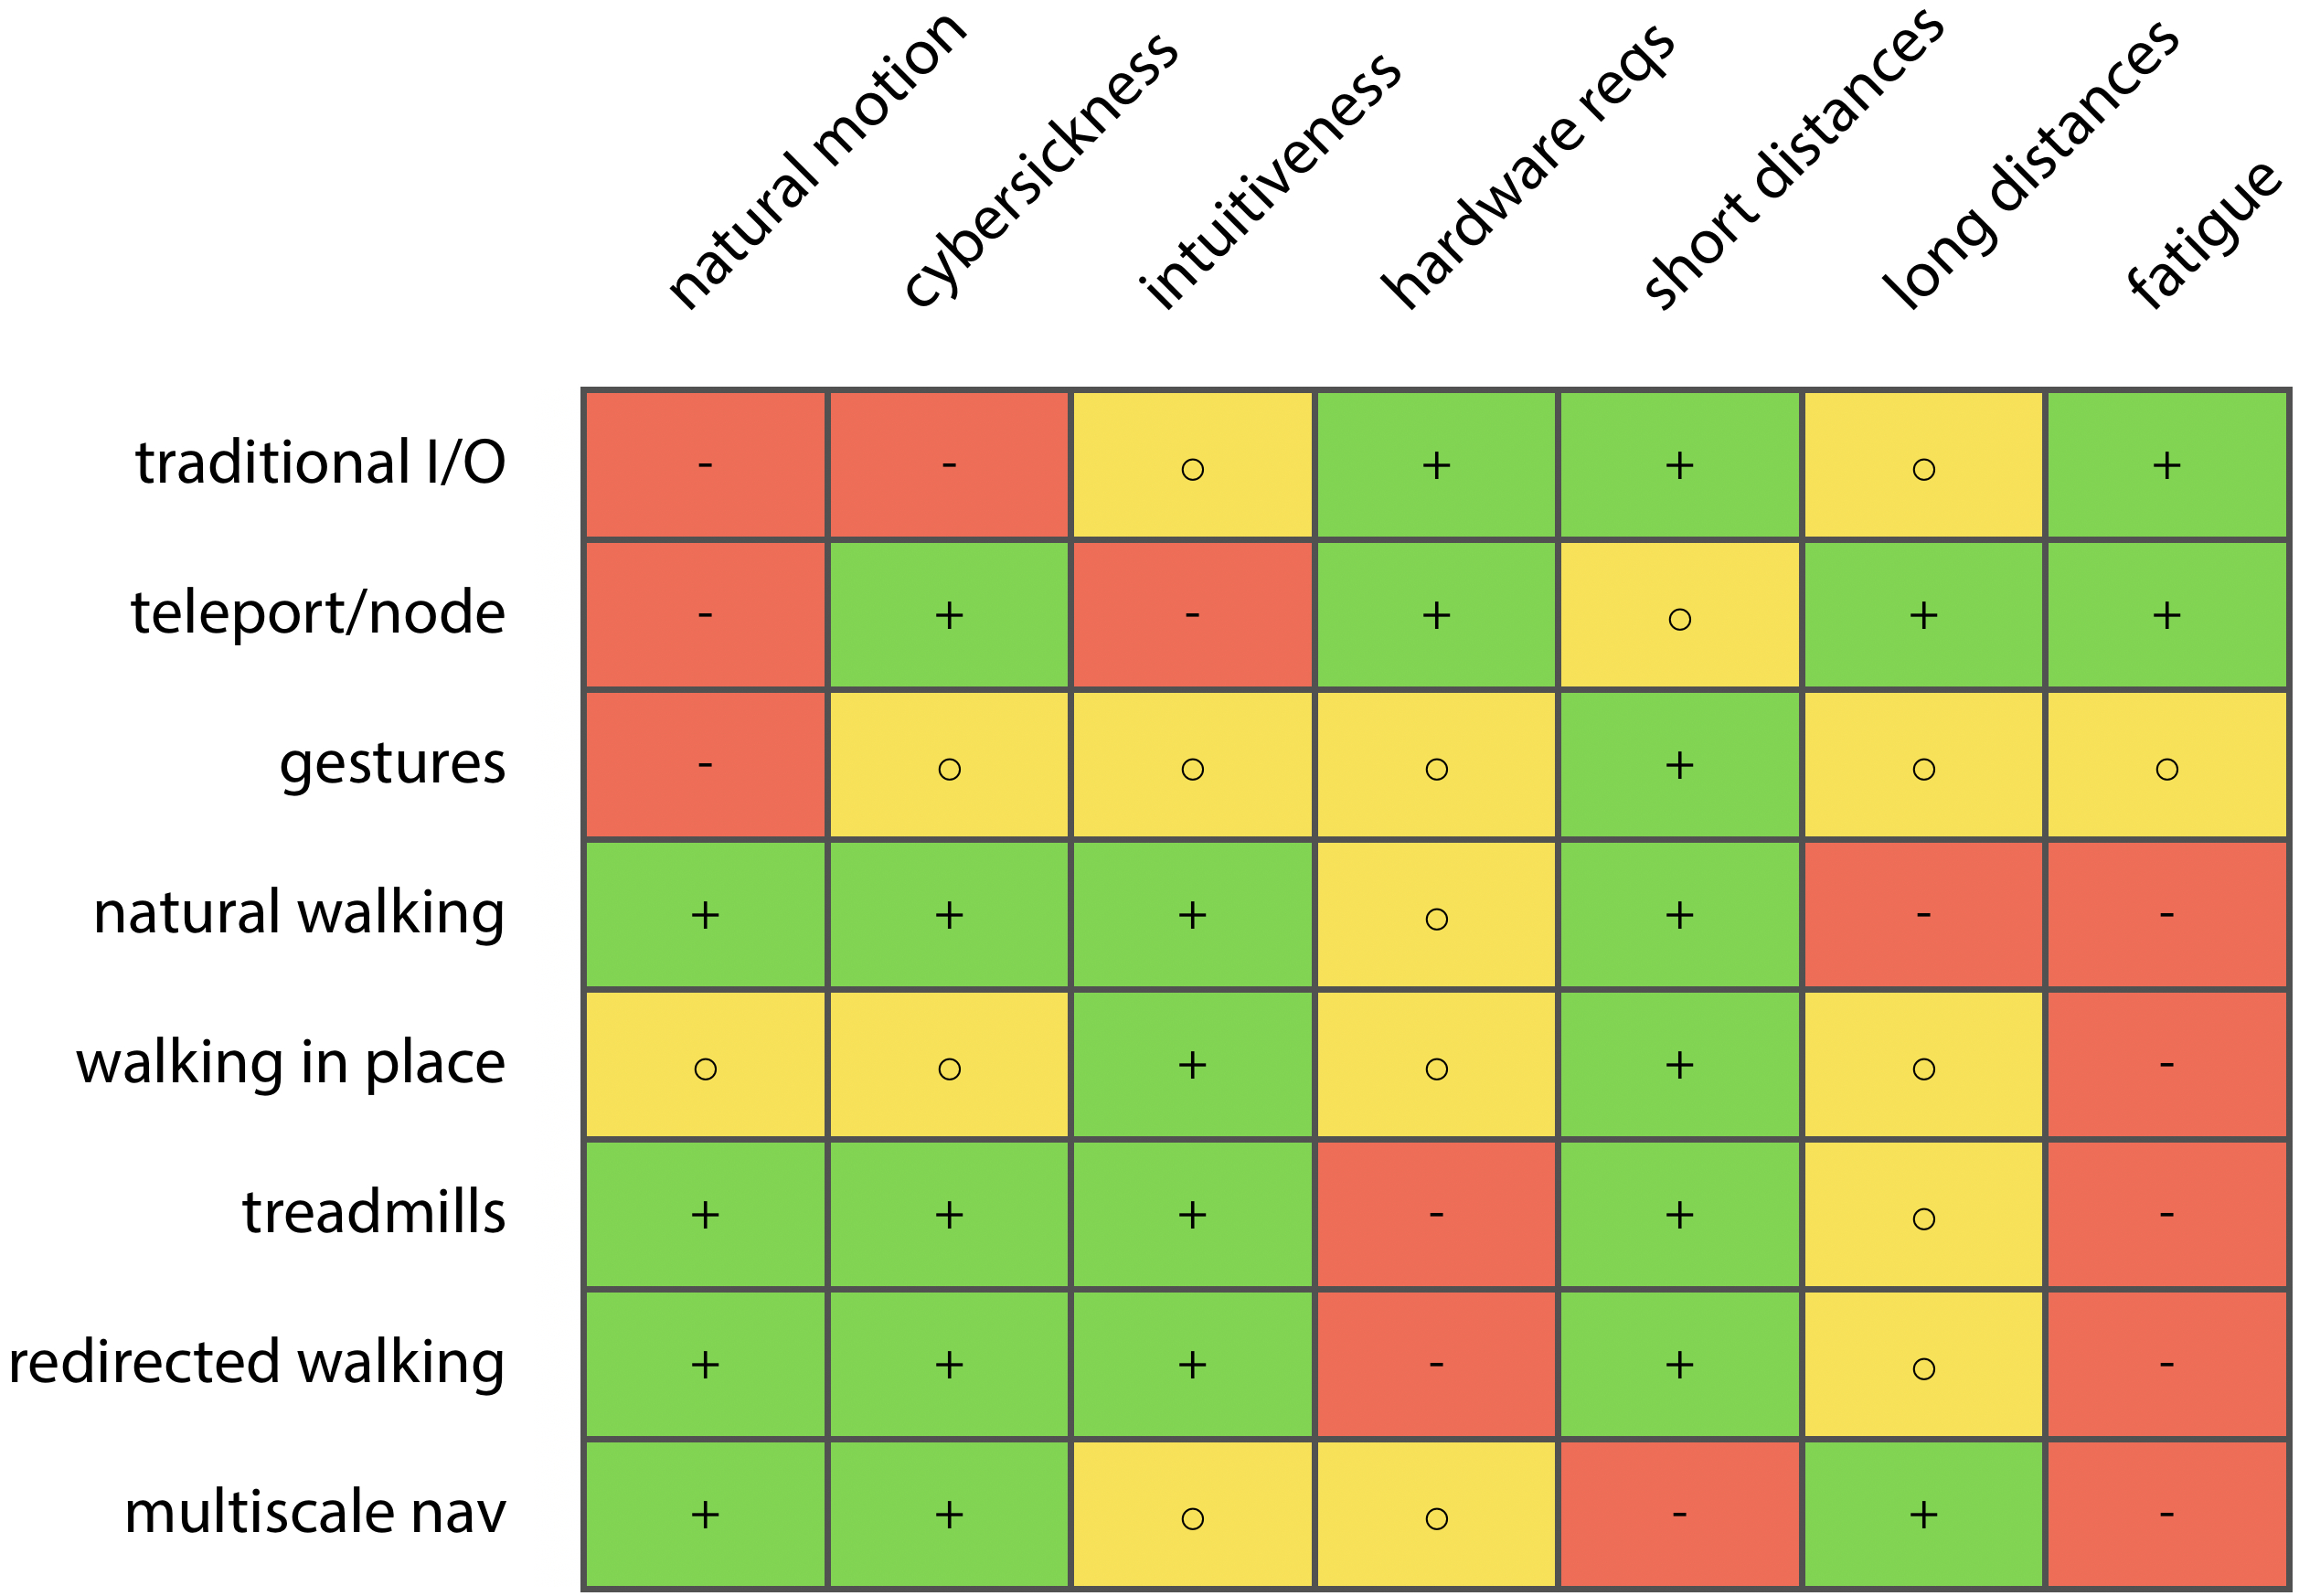 natural motion
cybersickness
intuitiveness
hardware reqs
short distances
long distances
fatigue
traditional I/O - - ○ + + ○ +
teleport/node - + - + ○ + +
gestures - ○ ○ ○ + ○ ○
natural walking + + + ○ + - -
walking in place ○ ○ + ○ + ○ -
treadmills + + + - + ○ -
redirected walking + + + - + ○ -
multiscale nav + + ○ ○ - + -